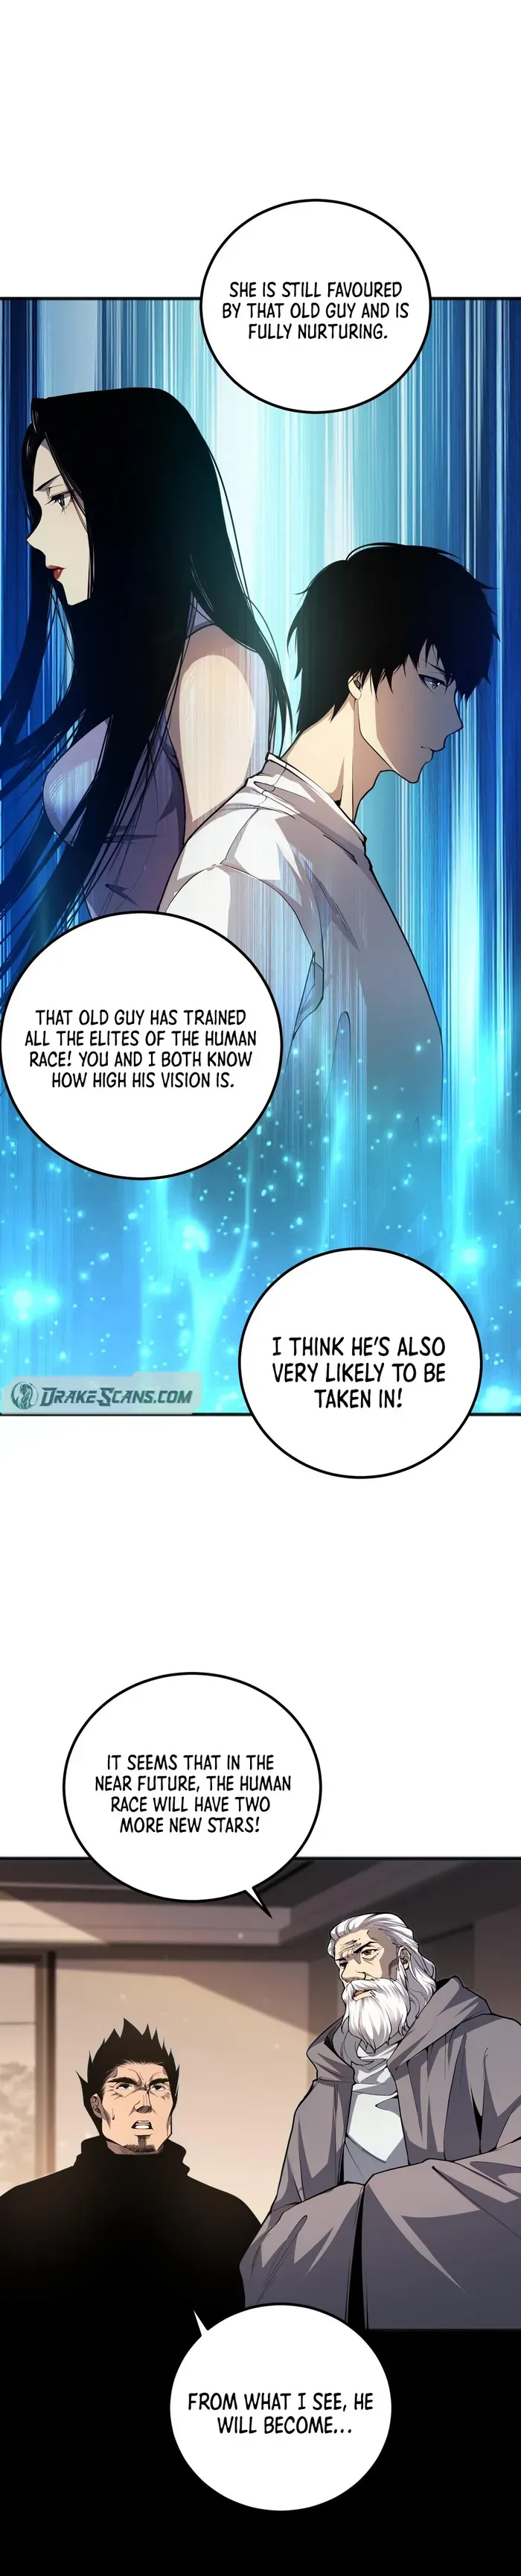 SHE IS STILL FAVOURED
BY THAT OLD GUY AND IS
FULLY NURTURING.
THAT OLD GUY HAS TRAINED
ALL THE ELITES OF THE HUMAN
RACE! YOU AND I BOTH KNOW
HOW HIGH HIS VISION IS.
I THINK HE'S ALSO
VERY LIKELY TO BE
TAKEN IN!
DRAKESCANS.COM
IT SEEMS THAT IN THE
NEAR FUTURE, THE HUMAN
RACE WILL HAVE TWO
MORE NEW STARS!
FROM WHAT I SEE, HE
WILL BECOME...